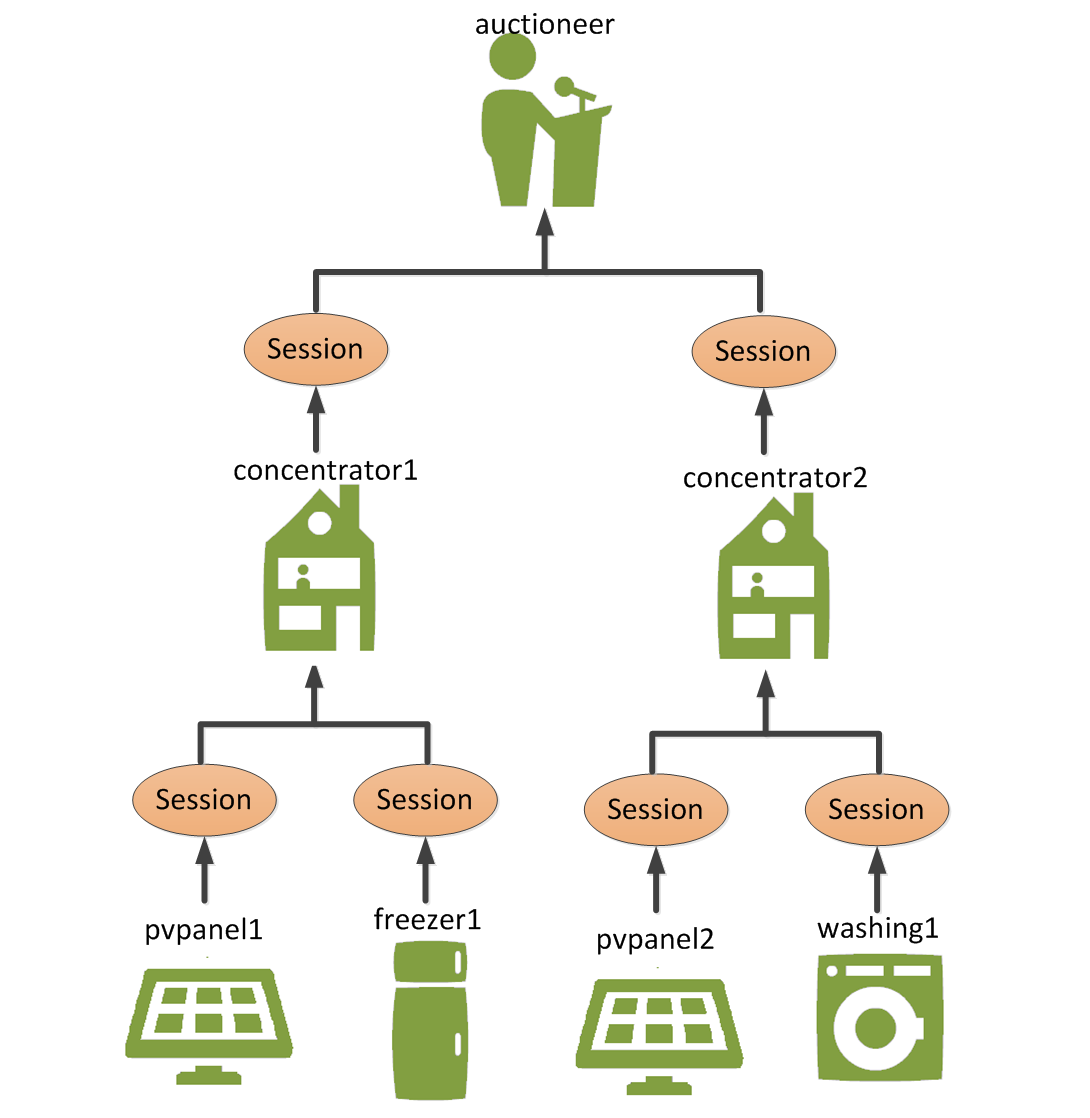 auctioneer
Session
Session
concentrator1
concentrator2
Session
Session
Session
Session
pvpanel1
freezer1
pvpanel2
washing1